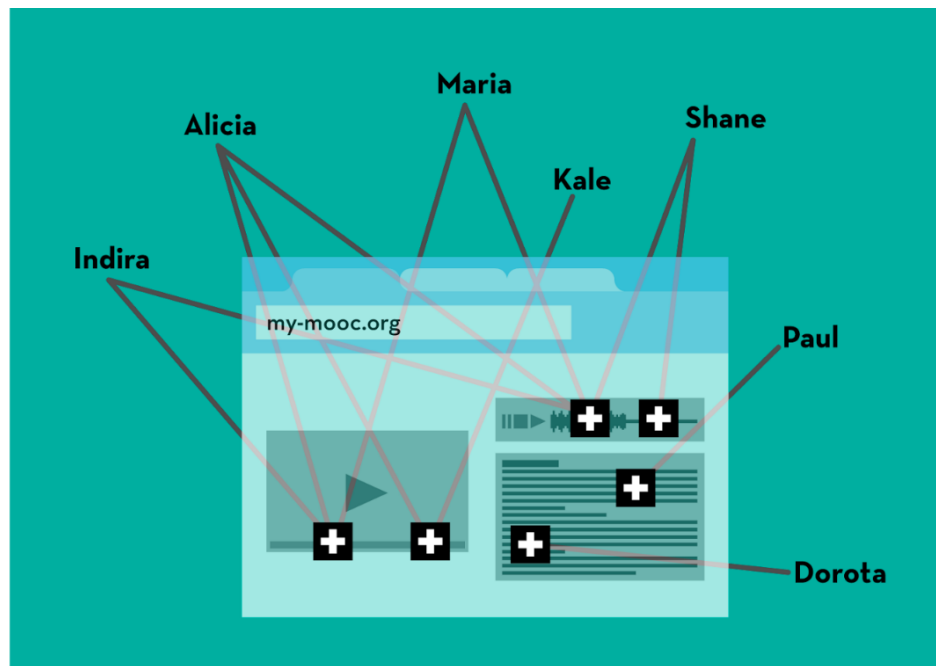 Maria
Alicia
Shane
Kale
Indira
my-mooc.org
Paul
Dorota